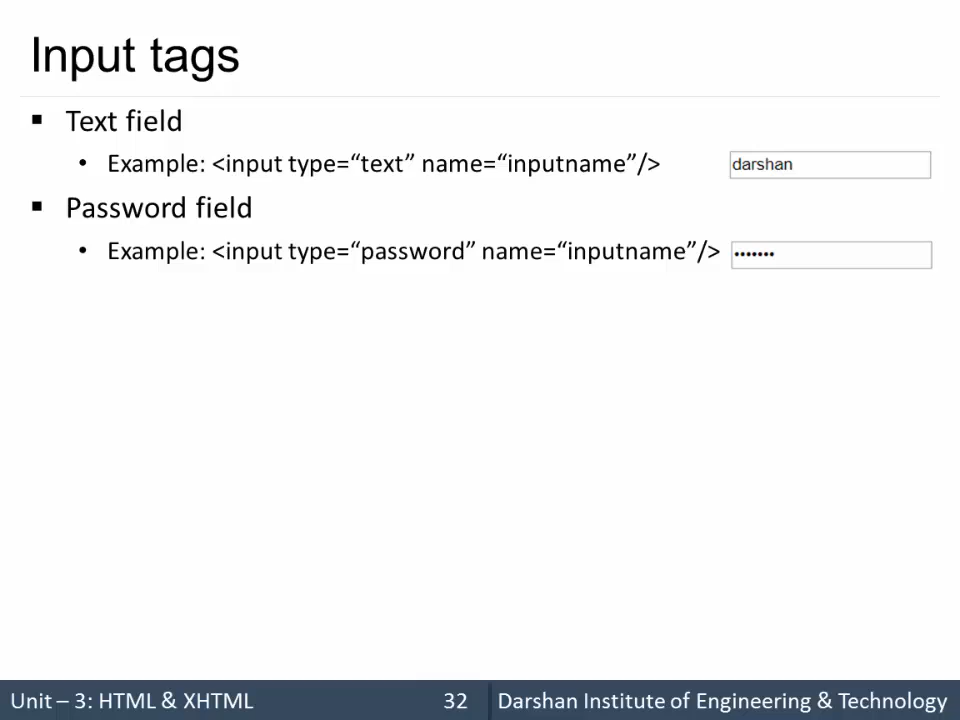 Input tags
▪ Text field
• Example: <input type=“text” name=“inputname”/>
darshan
▪ Password field
• Example: <input type=“password” name=“inputname”/>
•••••••
Unit – 3: HTML & XHTML 32 Darshan Institute of Engineering & Technology